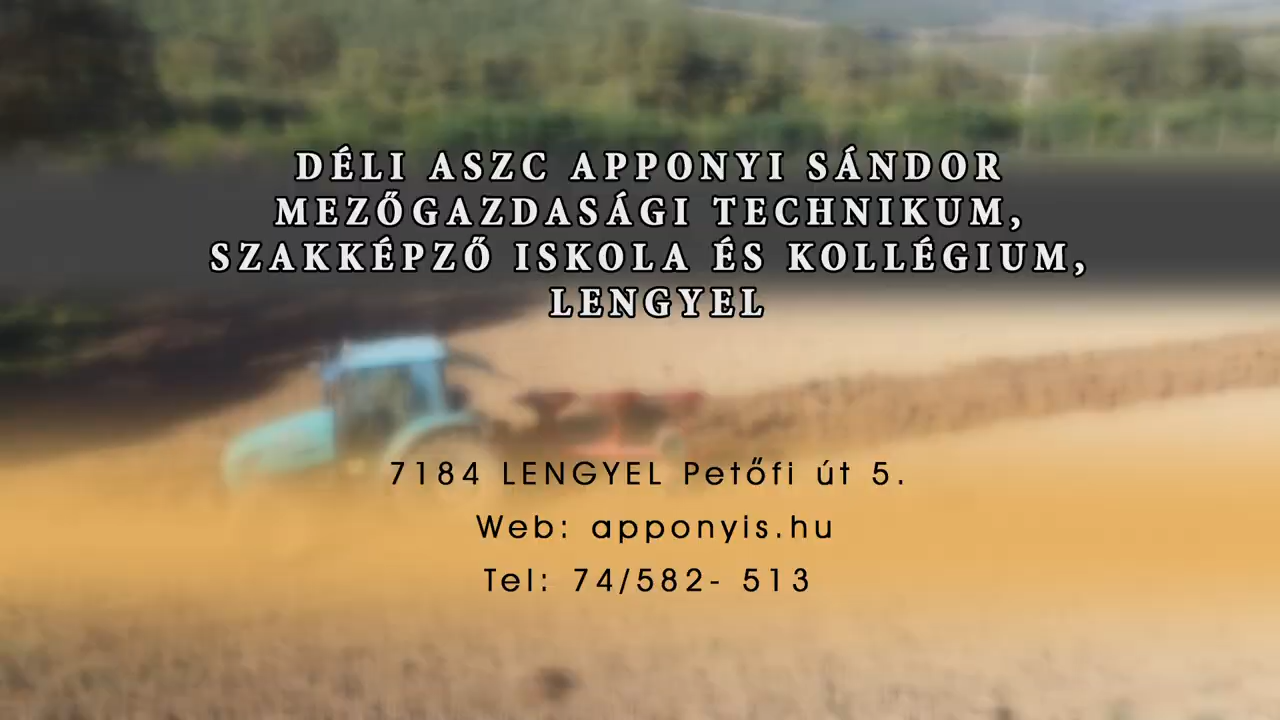 DÉLI ASZC APPONYI SÁNDOR
MEZŐGAZDASÁGI TECHNIKUM,
SZAKKÉPZŐ ISKOLA ÉS KOLLÉGIUM,
LENGYEL
7184 LENGYEL Petőfi út 5.
Web: apponyis.hu
Tel: 74/582- 513